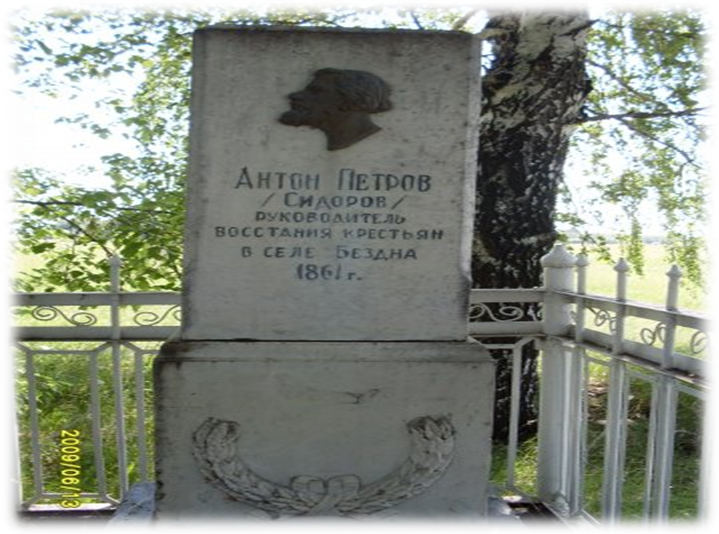 Антон Петров
/Сидоров/
руководитель
восстания крестьян
в селе Бездна
1861 г.
2009/06/13